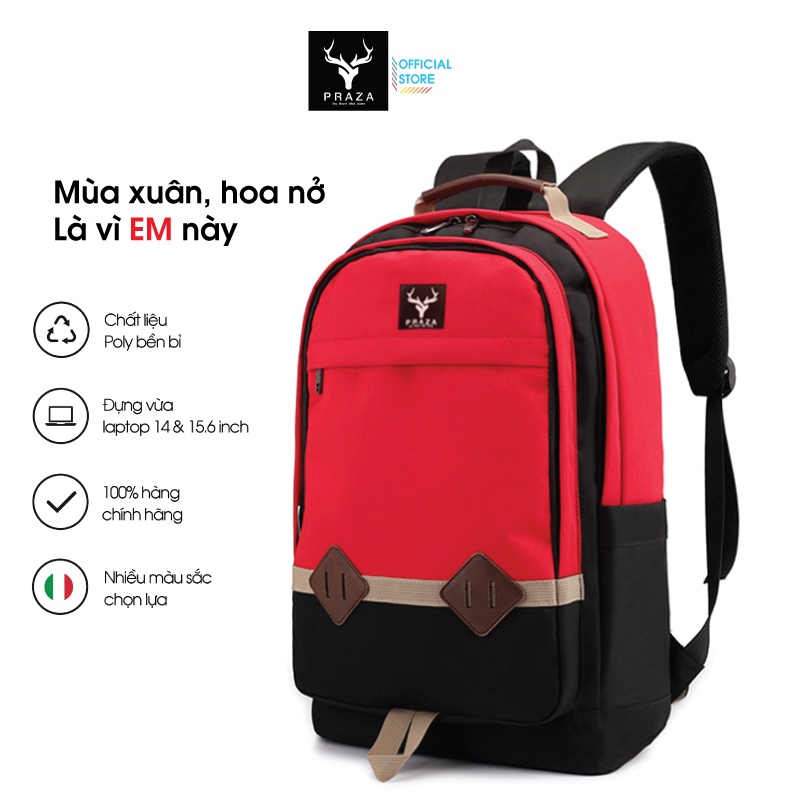 PRAZA
OFFICIAL
STORE
Mùa xuân, hoa nở
Là vì EM này
Chất liệu
Poly bền bỉ
Đựng vừa
laptop 14 & 15.6 inch
100% hàng
chính hãng
Nhiều màu sắc
chọn lựa
PRAZA